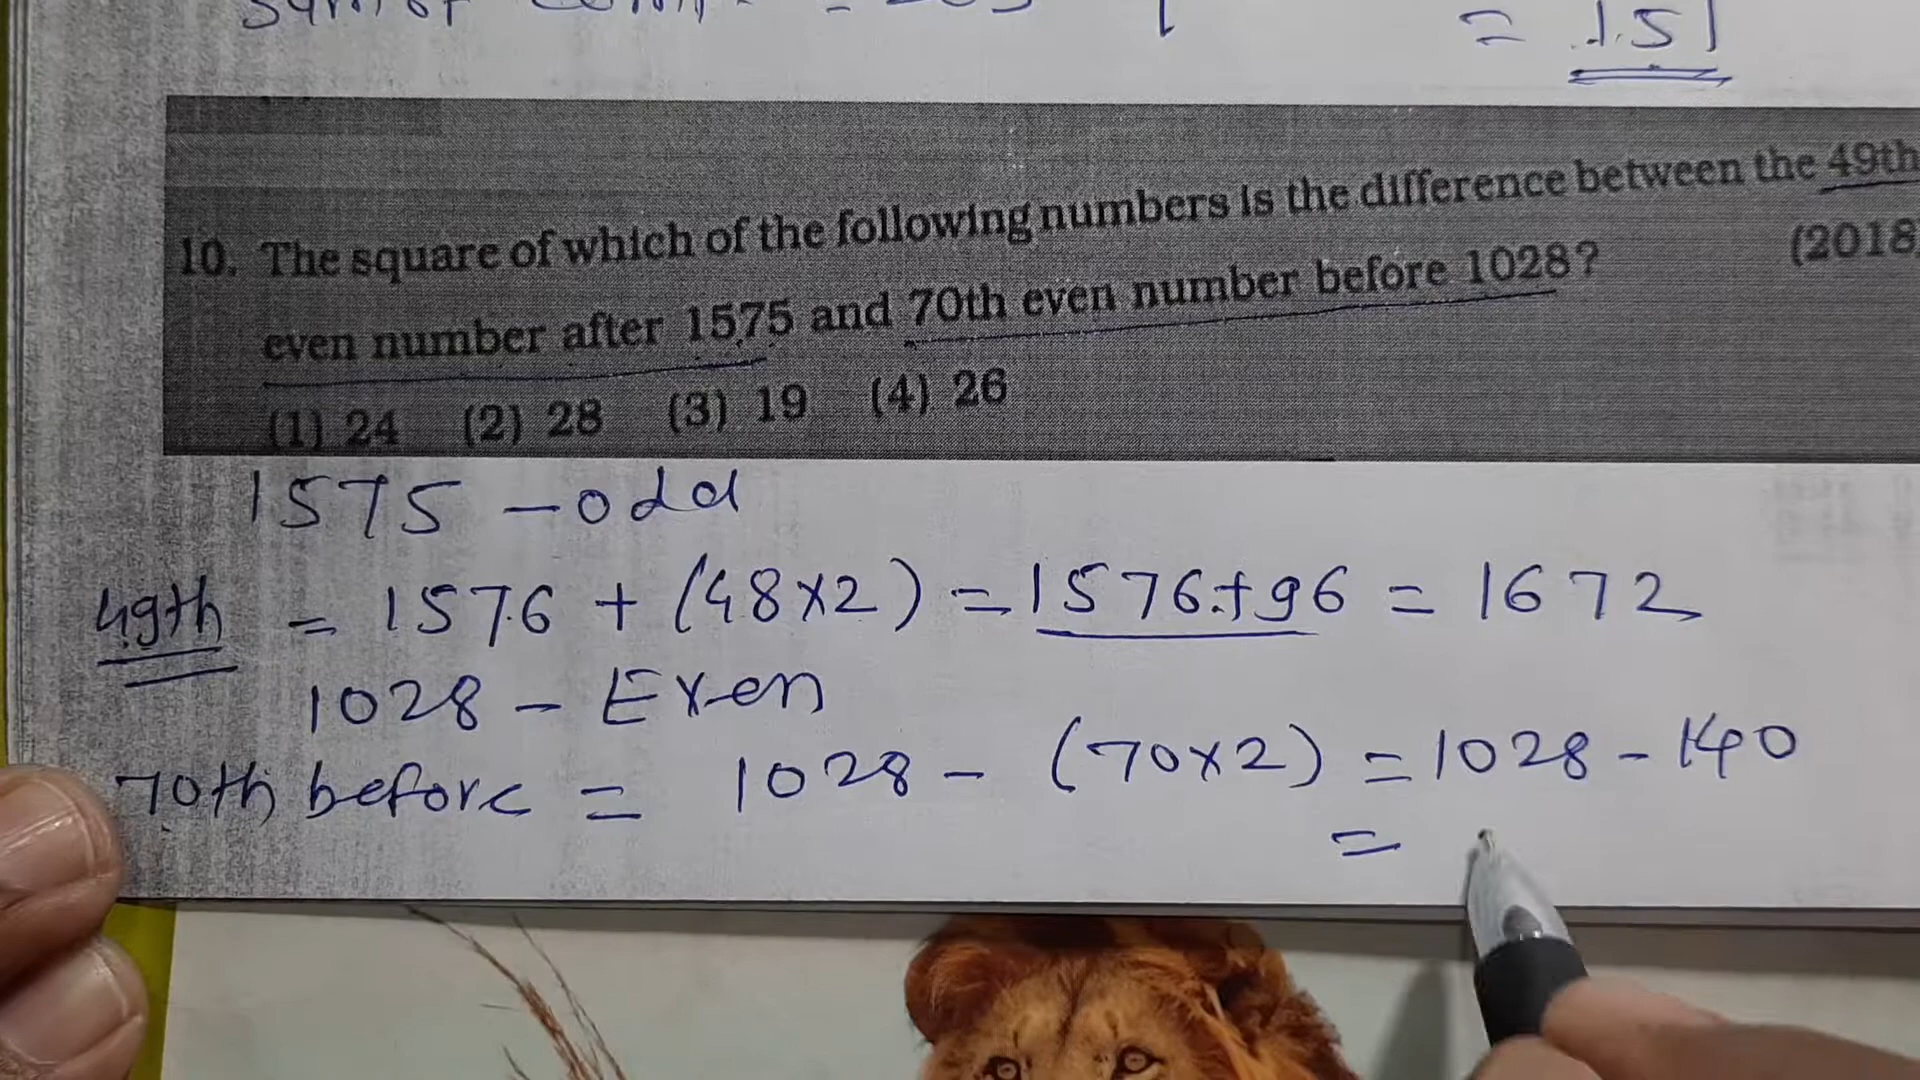 = 151
10. The square of which of the following numbers is the difference between the 49th
even number after 1575 and 70th even number before 1028? (2018
(1) 24 (2) 28 (3) 19 (4) 26
1575 - odd
49th = 1576 + (48×2) = 1576+96 = 1672
1028 - Even
70th before = 1028 - (70×2) = 1028 - 140
=